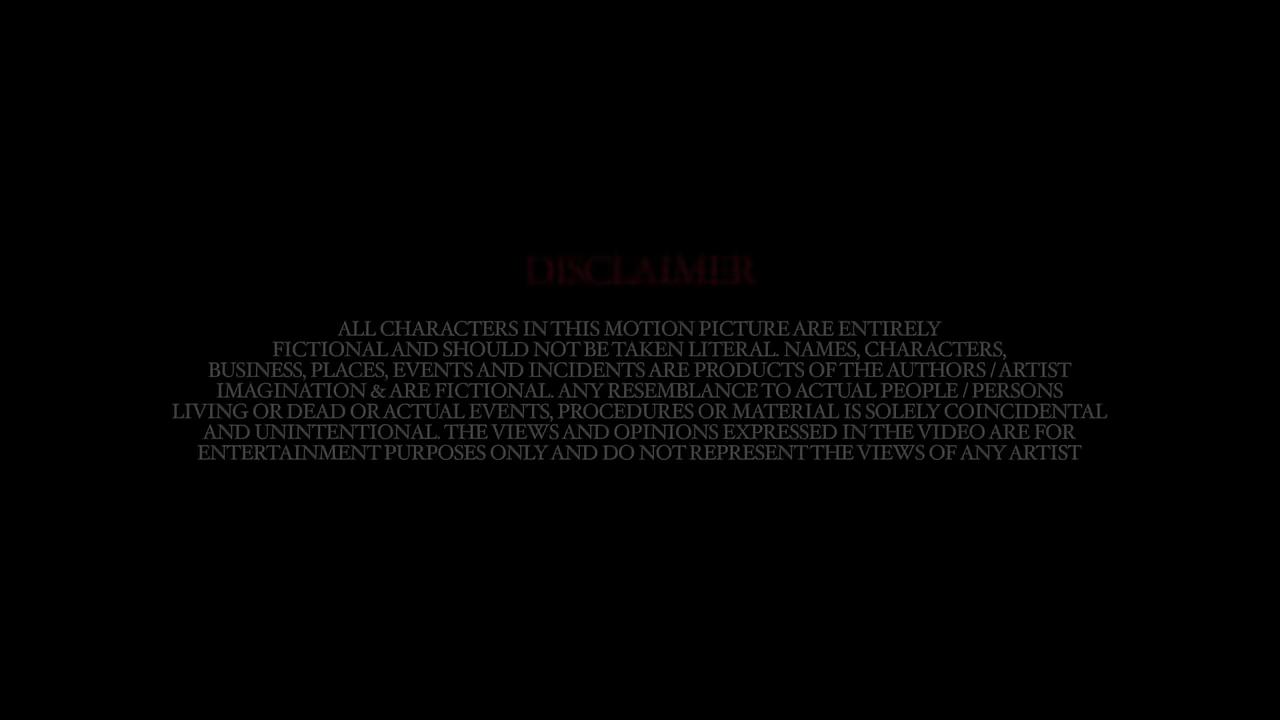 DISCLAIMER
ALL CHARACTERS IN THIS MOTION PICTURE ARE ENTIRELY
FICTIONAL AND SHOULD NOT BE TAKEN LITERAL. NAMES, CHARACTERS,
BUSINESS, PLACES, EVENTS AND INCIDENTS ARE PRODUCTS OF THE AUTHORS / ARTIST
IMAGINATION & ARE FICTIONAL. ANY RESEMBLANCE TO ACTUAL PEOPLE / PERSONS
LIVING OR DEAD OR ACTUAL EVENTS, PROCEDURES OR MATERIAL IS SOLELY COINCIDENTAL
AND UNINTENTIONAL. THE VIEWS AND OPINIONS EXPRESSED IN THE VIDEO ARE FOR
ENTERTAINMENT PURPOSES ONLY AND DO NOT REPRESENT THE VIEWS OF ANY ARTIST